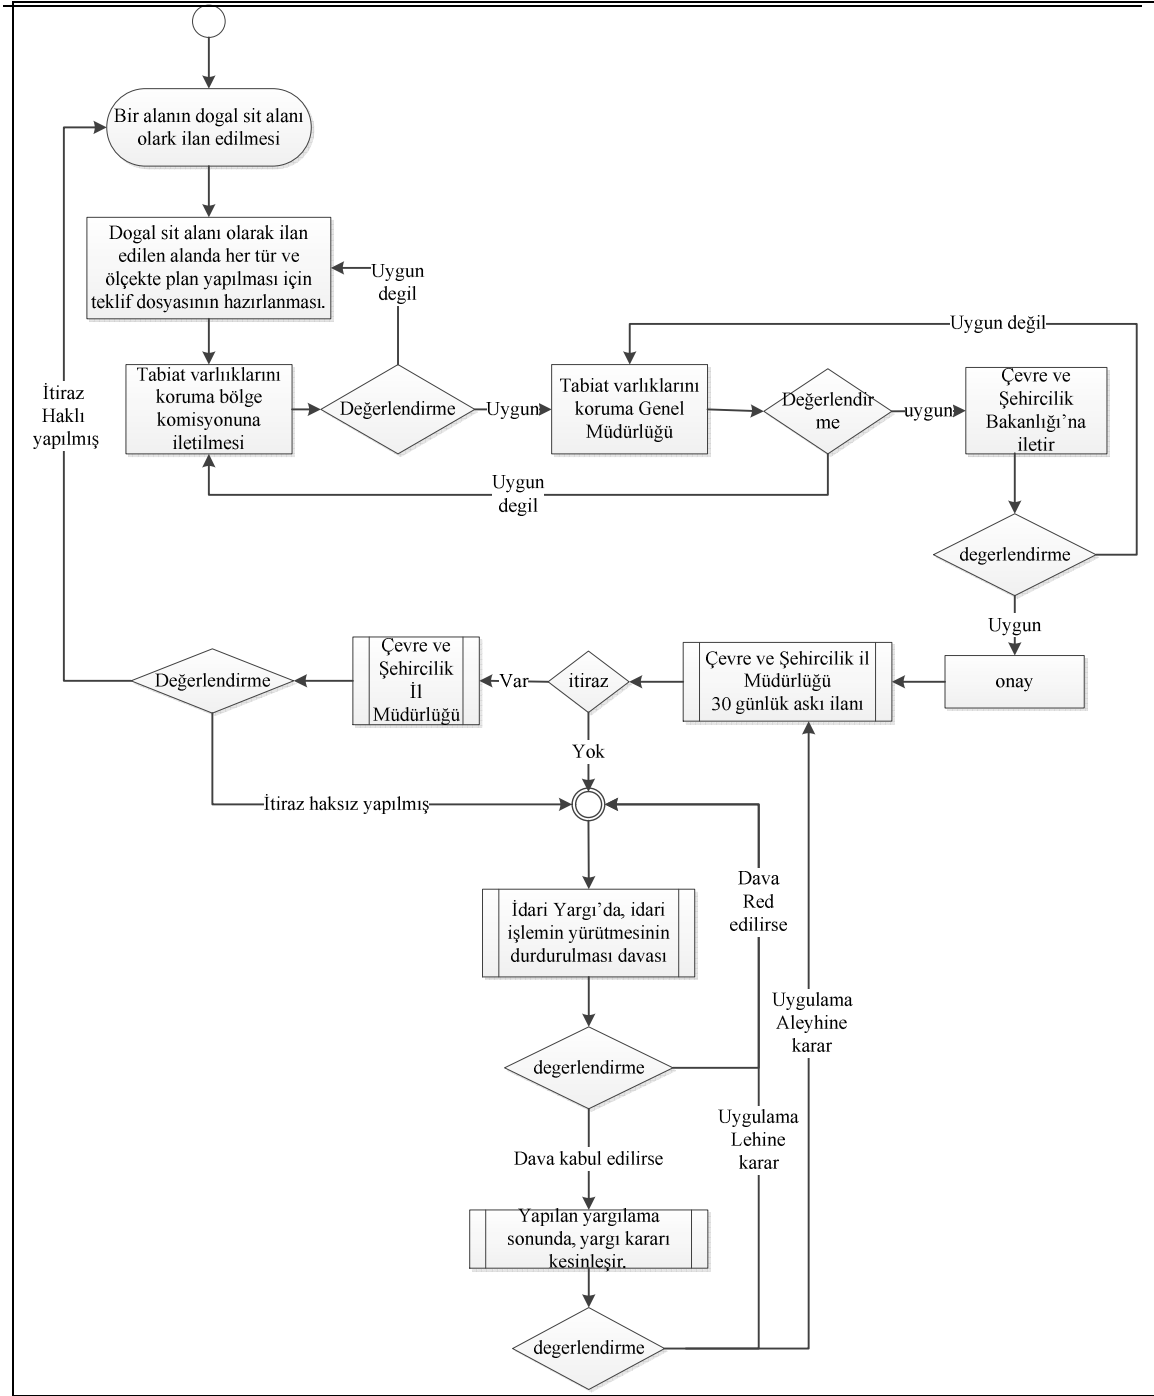 Bir alanın dogal sit alanı
olark ilan edilmesi
Dogal sit alanı olarak ilan
edilen alanda her tür ve
ölçekte plan yapılması için
teklif dosyasının hazırlanması.
Uygun
degil
Uygun değil
İtiraz
Haklı
yapılmış
Tabiat varlııklarını
koruma bölge
komisyonuna
iletilmesi
Değerlendirme
Uygun
Tabiat varlıklarını
koruma Genel
Müdürlüğü
Değerlendir
me
uygun
Çevre ve
Şehircilik
Bakanlığı’na
iletir
Uygun
degil
degerlendirme
Uygun
Değerlendirme
Çevre ve
Şehircilik
İl
Müdürlüğü
Var
itiraz
Çevre ve Şehircilik il
Müdürlüğü
30 günlük askı ilanı
onay
Yok
İtiraz haksız yapılmış
Dava
Red
edilirse
İdari Yargı’da, idari
işlemin yürütmesinin
durdurulması davası
Uygulama
Aleyhine
karar
degerlendirme
Uygulama
Lehine
karar
Dava kabul edilirse
Yapılan yargılama
sonunda, yargı kararı
kesinleşir.
degerlendirme